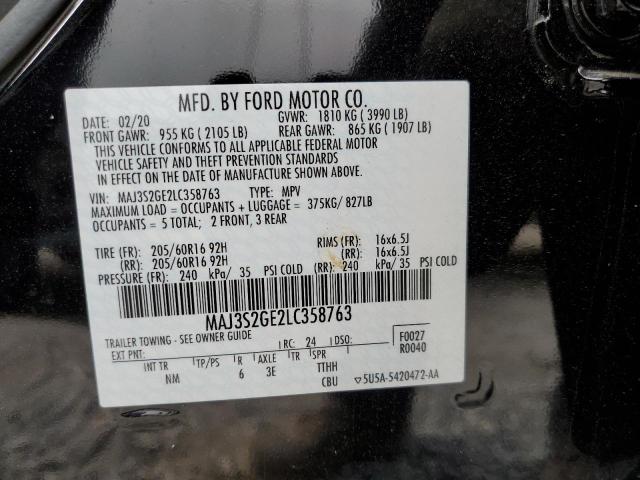 MFD. BY FORD MOTOR CO.
DATE: 02/20 GVWR: 1810 KG ( 3990 LB)
FRONT GAWR: 955 KG ( 2105 LB) REAR GAWR: 865 KG ( 1907 LB)
THIS VEHICLE CONFORMS TO ALL APPLICABLE FEDERAL MOTOR
VEHICLE SAFETY AND THEFT PREVENTION STANDARDS
IN EFFECT ON THE DATE OF MANUFACTURE SHOWN ABOVE.
VIN: MAJ3S2GE2LC358763 TYPE: MPV
MAXIMUM LOAD = OCCUPANTS + LUGGAGE = 375KG/ 827LB
OCCUPANTS = 5 TOTAL; 2 FRONT, 3 REAR
TIRE (FR): 205/60R16 92H RIMS (FR): 16x6.5J
(RR): 205/60R16 92H (RR): 16x6.5J
PRESSURE (FR): 240 kPa/ 35 PSI COLD (RR): 240 kPa/ 35 PSI COLD
MAJ3S2GE2LC358763
TRAILER TOWING - SEE OWNER GUIDE
EXT PNT: RC: 24 DSO: F0027
R0040
INT TR TP/PS R AXLE TR SPR
NM 6 3E TTHH
CBU 5U5A-5420472-AA